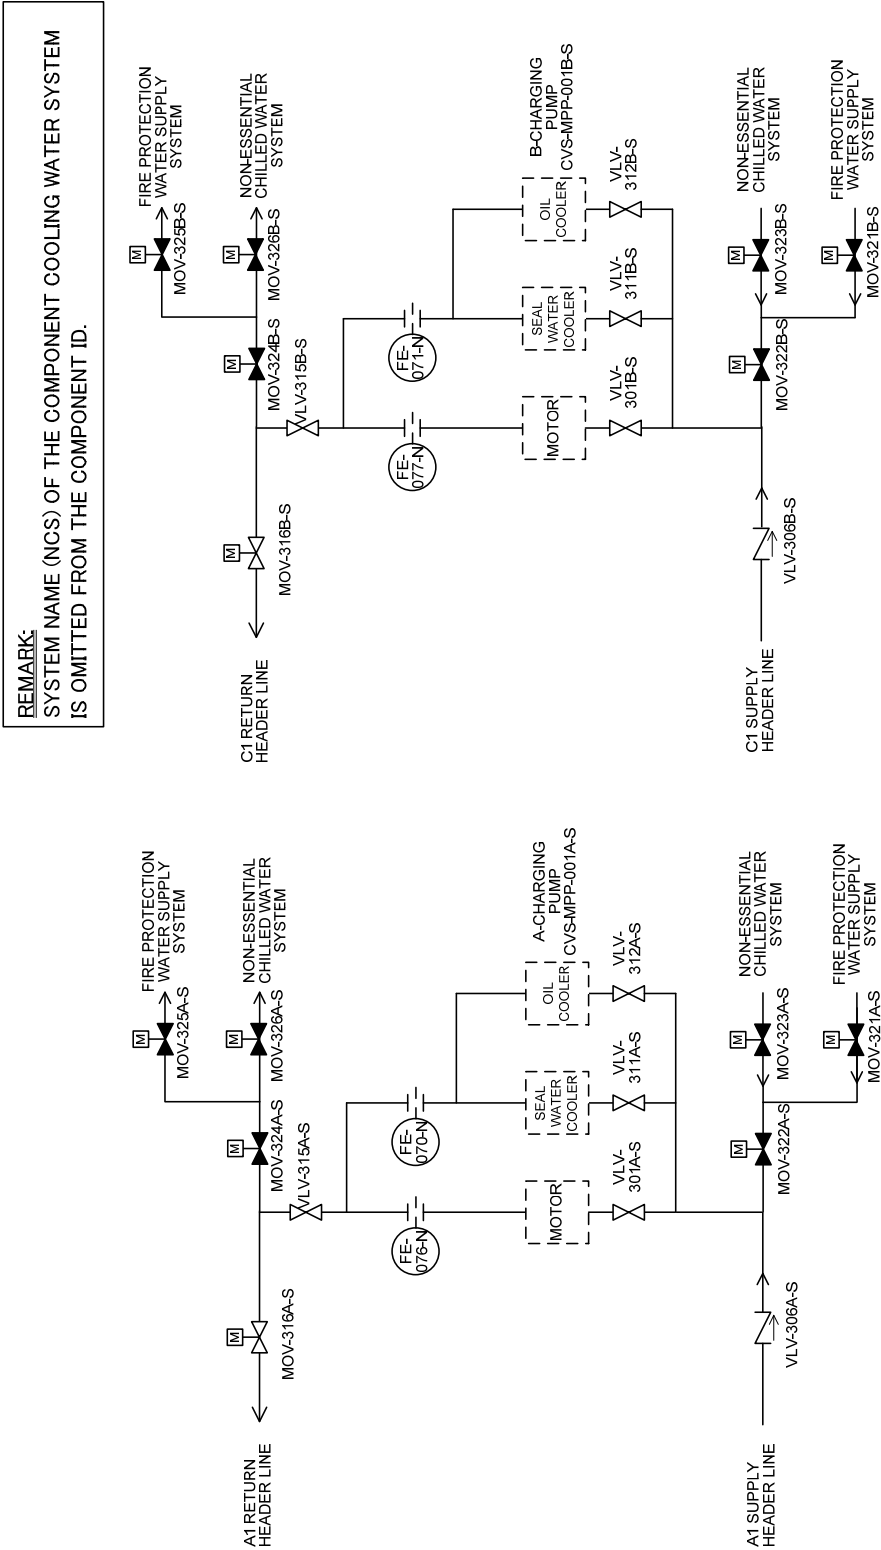 REMARK:
SYSTEM NAME (NCS) OF THE COMPONENT COOLING WATER SYSTEM
IS OMITTED FROM THE COMPONENT ID.
FIRE PROTECTION
WATER SUPPLY
SYSTEM
M
MOV-325A-S
NON-ESSENTIAL
CHILLED WATER
SYSTEM
M
MOV-326A-S
M
MOV-324A-S
VLV-315A-S
M
MOV-316A-S
A1 RETURN
HEADER LINE
FE-
070-N
FE-
076-N
A-CHARGING
PUMP
CVS-MPP-001A-S
OIL
COOLER
SEAL
WATER
COOLER
MOTOR
VLV-
312A-S
VLV-
311A-S
VLV-
301A-S
NON-ESSENTIAL
CHILLED WATER
SYSTEM
M
MOV-323A-S
FIRE PROTECTION
WATER SUPPLY
SYSTEM
M
MOV-321A-S
M
MOV-322A-S
VLV-306A-S
A1 SUPPLY
HEADER LINE
FIRE PROTECTION
WATER SUPPLY
SYSTEM
M
MOV-325B-S
NON-ESSENTIAL
CHILLED WATER
SYSTEM
M
MOV-326B-S
M
MOV-324B-S
VLV-315B-S
M
MOV-316B-S
C1 RETURN
HEADER LINE
FE-
071-N
FE-
077-N
B-CHARGING
PUMP
CVS-MPP-001B-S
OIL
COOLER
SEAL
WATER
COOLER
MOTOR
VLV-
312B-S
VLV-
311B-S
VLV-
301B-S
NON-ESSENTIAL
CHILLED WATER
SYSTEM
M
MOV-323B-S
FIRE PROTECTION
WATER SUPPLY
SYSTEM
M
MOV-321B-S
M
MOV-322B-S
VLV-306B-S
C1 SUPPLY
HEADER LINE